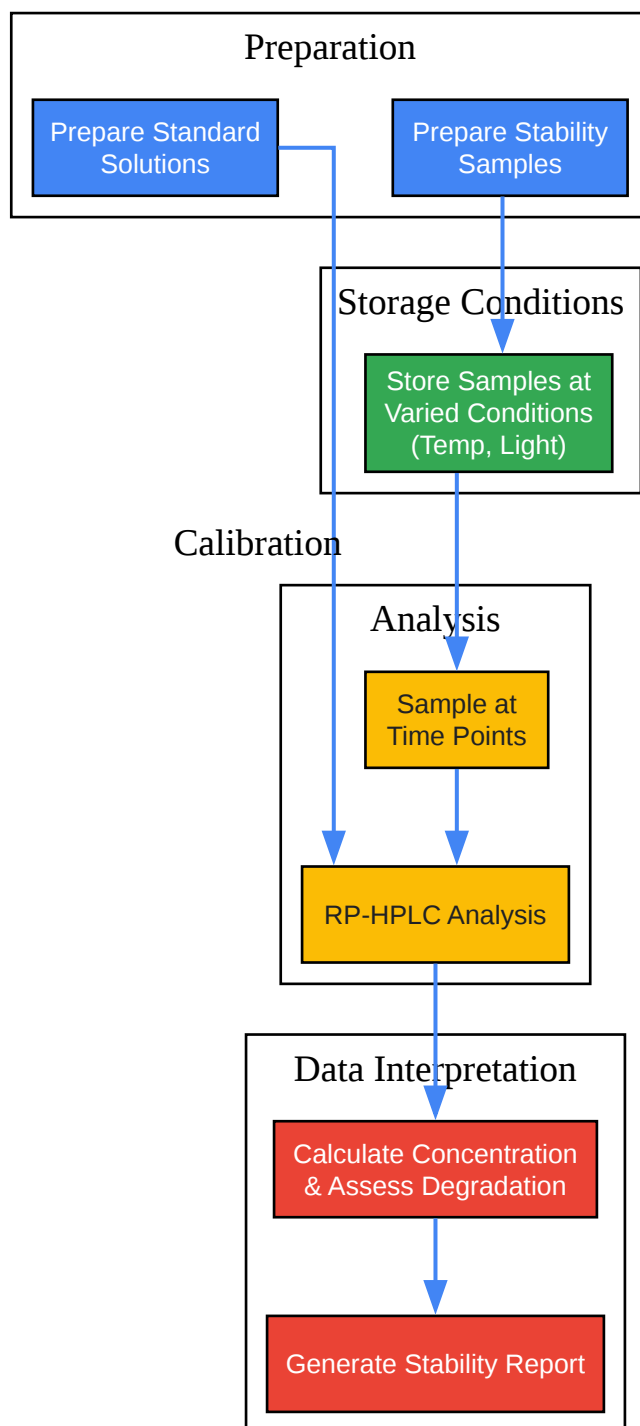 Preparation
Prepare Standard
Solutions
Prepare Stability
Samples
Storage Conditions
Store Samples at
Varied Conditions
(Temp, Light)
Calibration
Analysis
Sample at
Time Points
RP-HPLC Analysis
Data Interpretation
Calculate Concentration
& Assess Degradation
Generate Stability Report